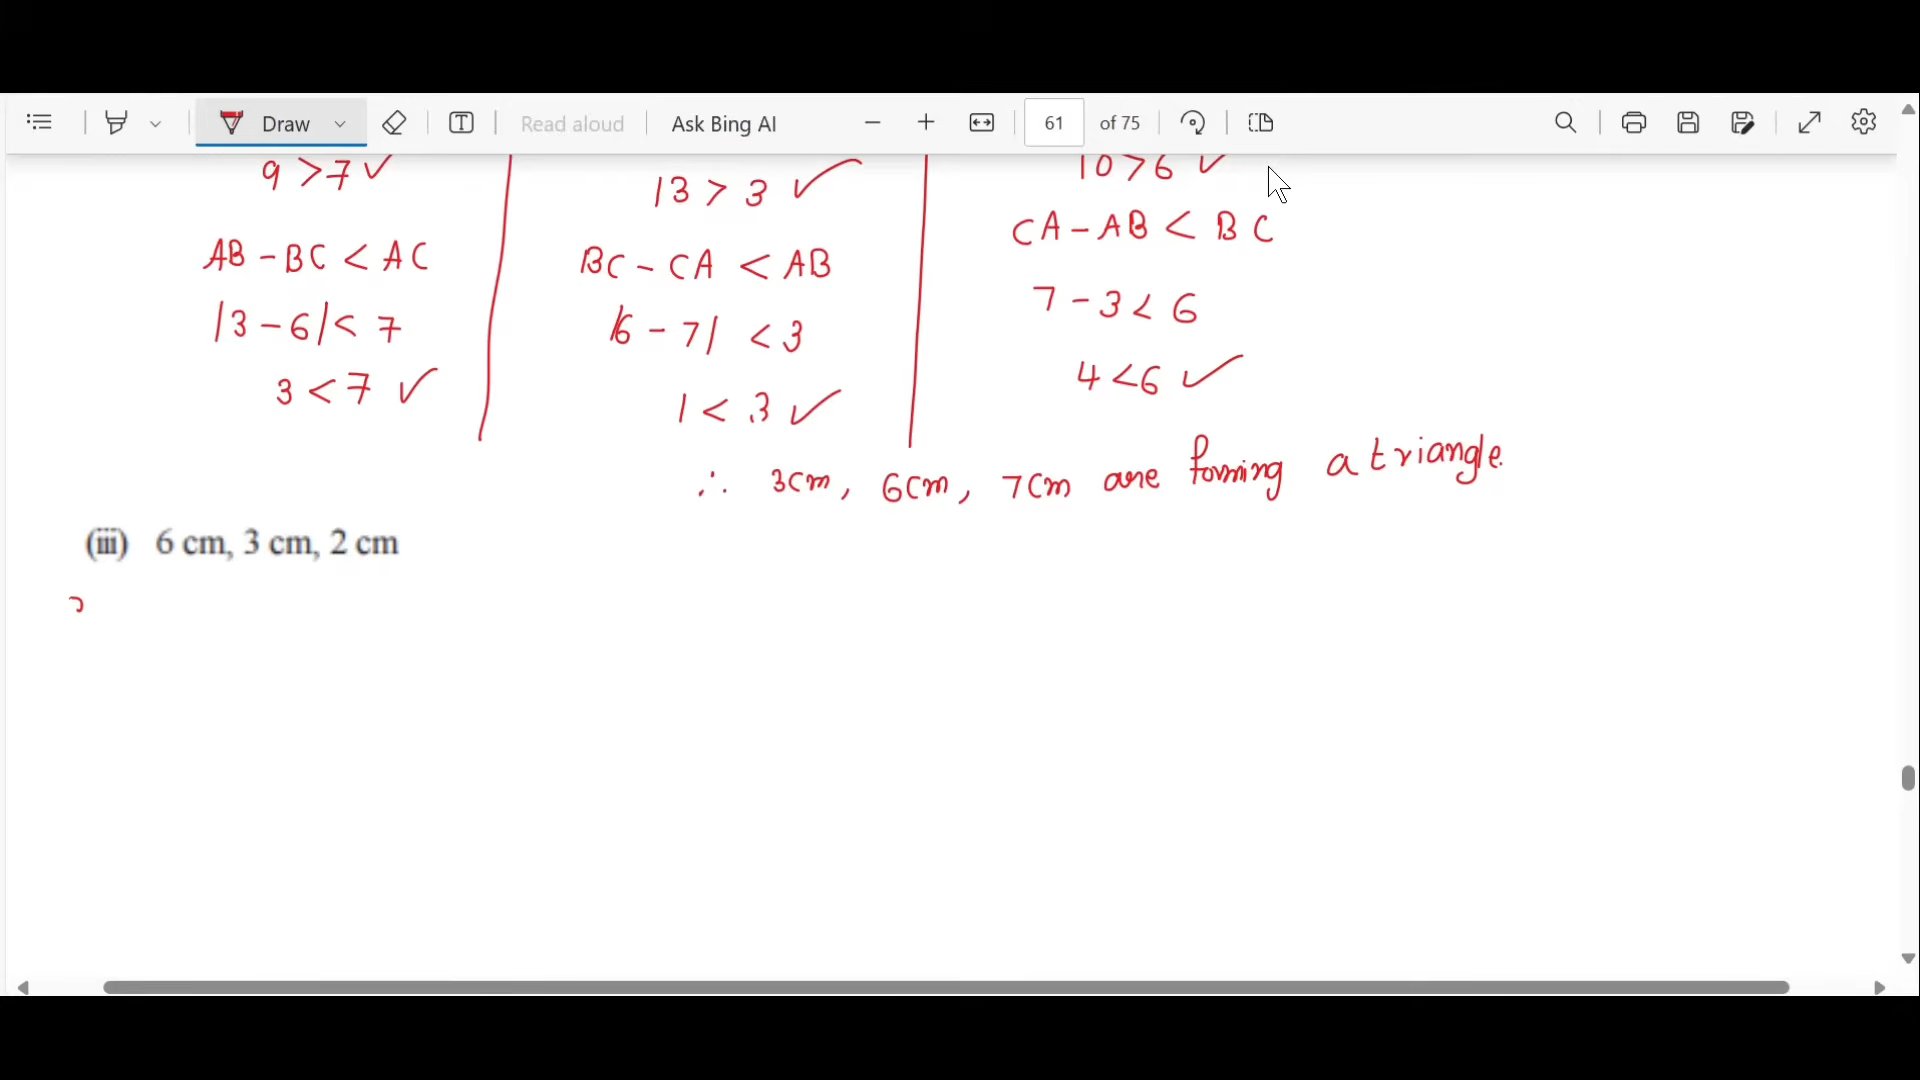 Draw
Read aloud
Ask Bing AI
61 of 75
9 > 7 ✓
AB - BC < AC
|3 - 6| < 7
3 < 7 ✓
13 > 3 ✓
BC - CA < AB
|6 - 7| < 3
1 < 3 ✓
10 > 6 ✓
CA - AB < BC
7 - 3 < 6
4 < 6 ✓
∴ 3cm, 6cm, 7cm are forming a triangle.
(iii) 6 cm, 3 cm, 2 cm